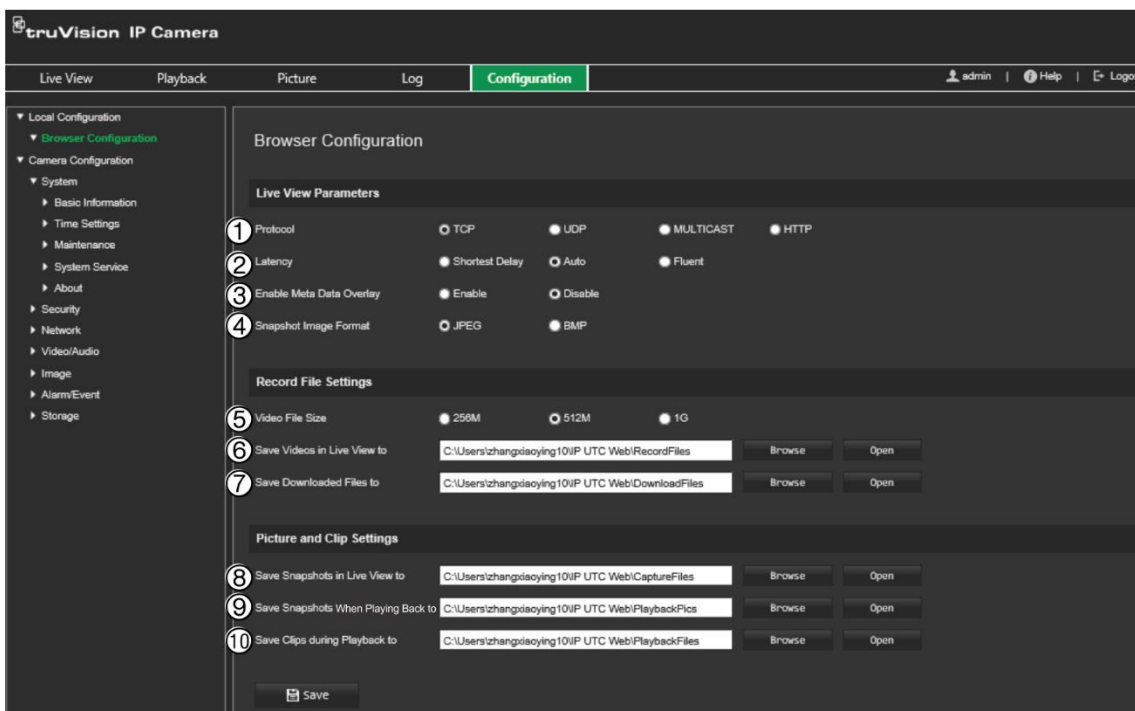 truVision IP Camera
Live View Playback Picture Log Configuration admin | Help | Logo
Local Configuration
Browser Configuration
Camera Configuration
System
Basic Information
Time Settings
Maintenance
System Service
About
Security
Network
Video/Audio
Image
Alarm/Event
Storage
Browser Configuration
Live View Parameters
1 Protocol TCP UDP MULTICAST HTTP
2 Latency Shortest Delay Auto Fluent
3 Enable Meta Data Overlay Enable Disable
4 Snapshot Image Format JPEG BMP
Record File Settings
5 Video File Size 256M 512M 1G
6 Save Videos in Live View to C:\Users\zhangxiaoying10\IP UTC Web\RecordFiles Browse Open
7 Save Downloaded Files to C:\Users\zhangxiaoying10\IP UTC Web\DownloadFiles Browse Open
Picture and Clip Settings
8 Save Snapshots in Live View to C:\Users\zhangxiaoying10\IP UTC Web\CaptureFiles Browse Open
9 Save Snapshots When Playing Back to C:\Users\zhangxiaoying10\IP UTC Web\PlaybackPics Browse Open
10 Save Clips during Playback to C:\Users\zhangxiaoying10\IP UTC Web\PlaybackFiles Browse Open
Save